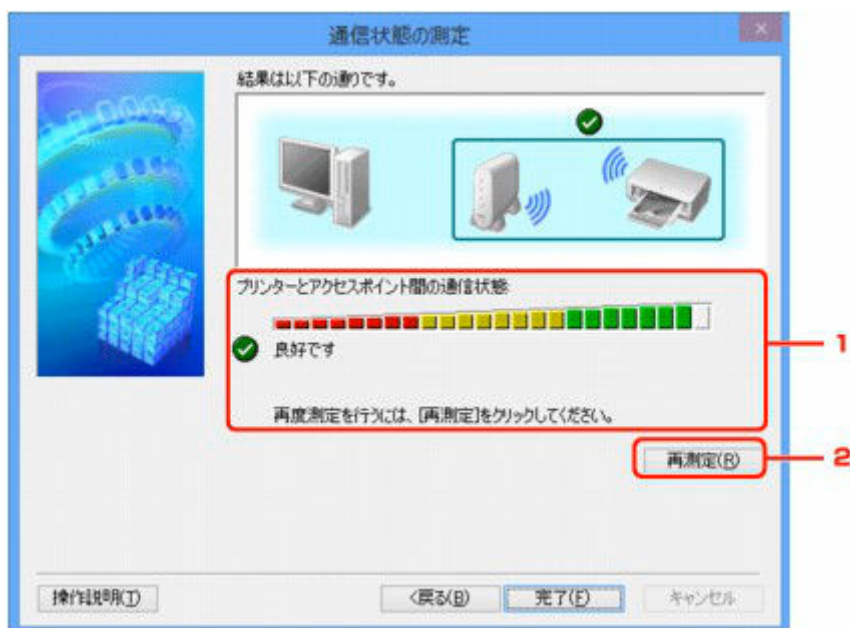 通信状態の測定
結果は以下の通りです。
プリンターとアクセスポイント間の通信状態:
良好です
1
再度測定を行うには、[再測定]をクリックしてください。
再測定(R)
2
操作説明(I)
<戻る(B)
完了(F)
キャンセル